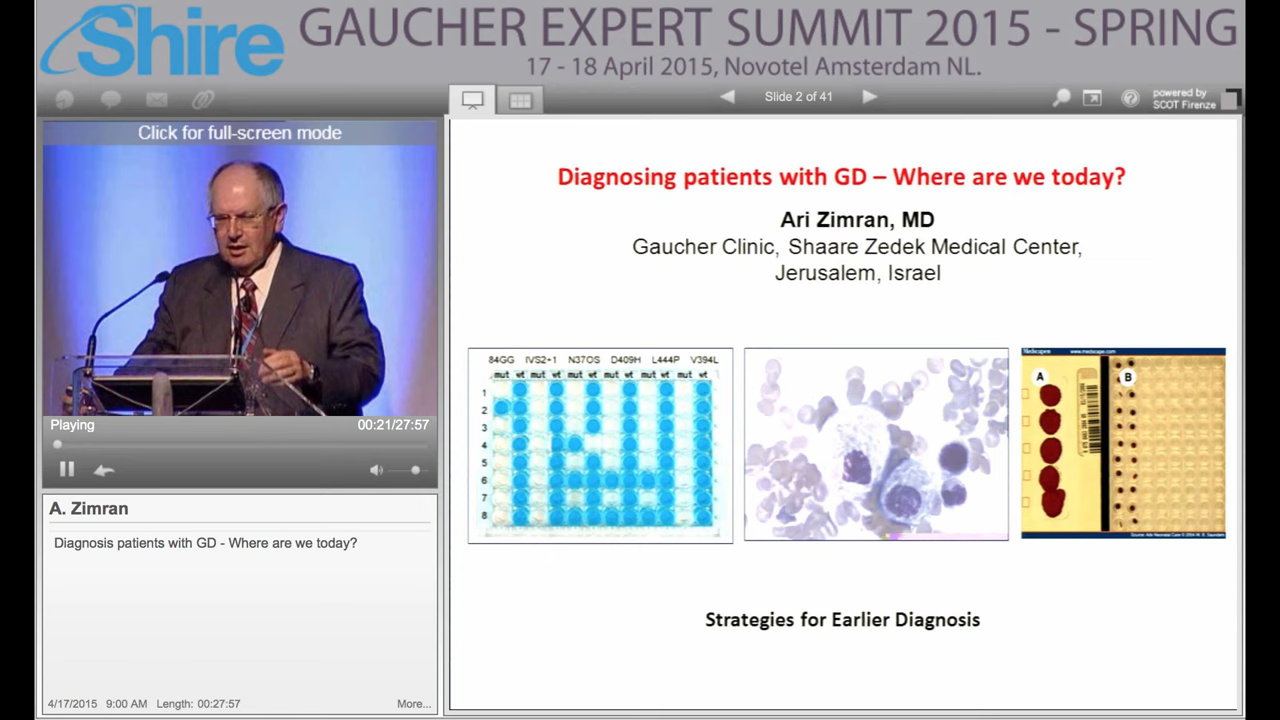 Shire
GAUCHER EXPERT SUMMIT 2015 - SPRING
17 - 18 April 2015, Novotel Amsterdam NL.
Slide 2 of 41
powered by
SCOT Firenze
Click for full-screen mode
Playing
00:21/27:57
A. Zimran
Diagnosis patients with GD - Where are we today?
4/17/2015 9:00 AM Length: 00:27:57 More...
Diagnosing patients with GD – Where are we today?
Ari Zimran, MD
Gaucher Clinic, Shaare Zedek Medical Center,
Jerusalem, Israel
84GG IVS2+1 N37OS D409H L444P V394L
mut wt mut wt mut wt mut wt mut wt mut wt
1
2
3
4
5
6
7
8
Medscape www.medscape.com
A
B
Strategies for Earlier Diagnosis